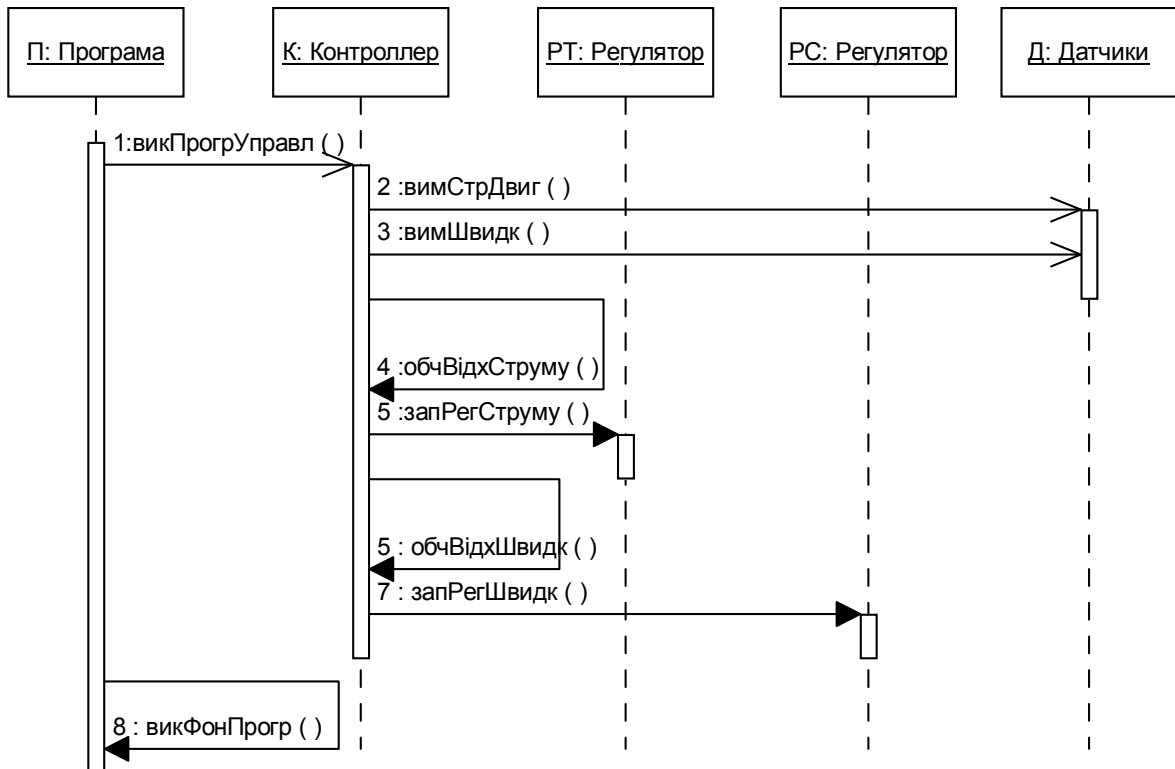 П: Програма
К: Контроллер
РТ: Регулятор
РС: Регулятор
Д: Датчики
1:викПрогрУправл ( )
2 :вимСтрДвиг ( )
3 :вимШвидк ( )
4 :обчВідхСтруму ( )
5 :запРегСтруму ( )
5 : обчВідхШвидк ( )
7 : запРегШвидк ( )
8 : викФонПрогр ( )